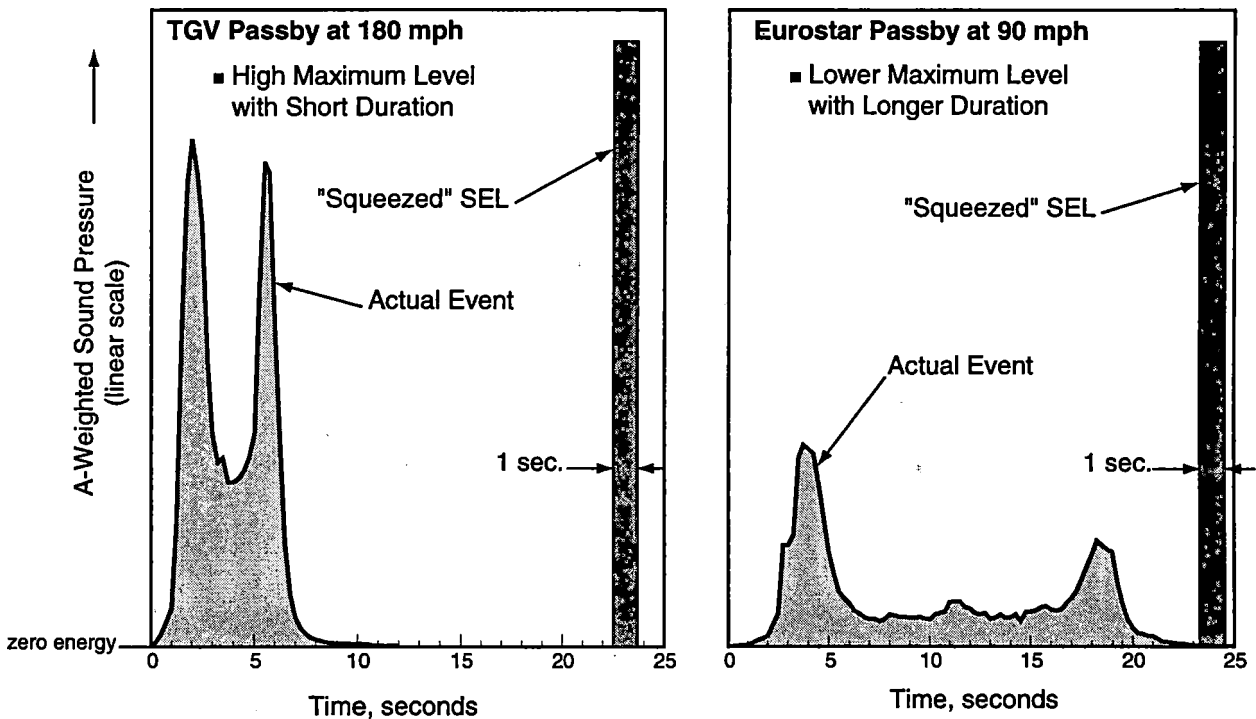 TGV Passby at 180 mph
■ High Maximum Level
with Short Duration
"Squeezed" SEL
Actual Event
1 sec.
A-Weighted Sound Pressure
(linear scale)
zero energy
0 5 10 15 20 25
Time, seconds
Eurostar Passby at 90 mph
■ Lower Maximum Level
with Longer Duration
"Squeezed" SEL
Actual Event
1 sec.
0 5 10 15 20 25
Time, seconds